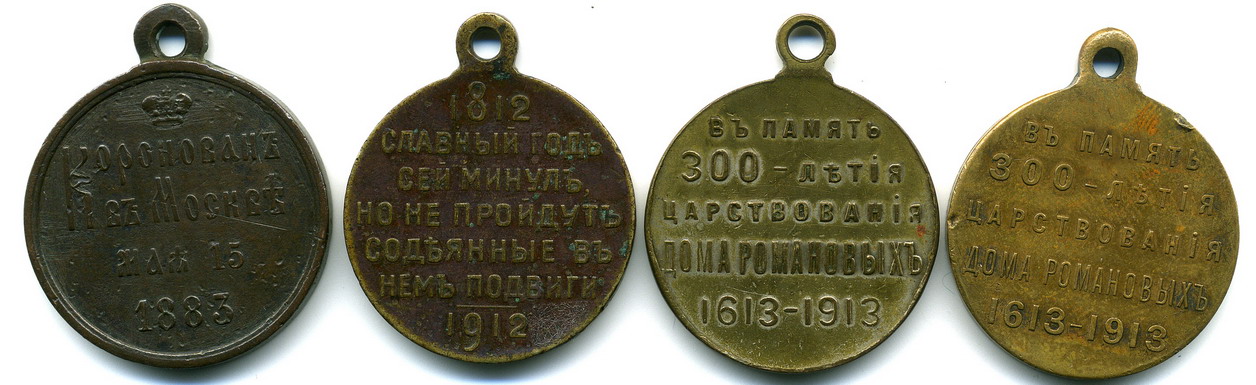 Коронованъ
въ Москвѣ
мая 15
1883
1812
СЛАВНЫЙ ГОДЪ
СЕЙ МИНУЛЪ,
НО НЕ ПРОЙДУТЪ
СОДѢЯННЫЕ ВЪ
НЕМЪ ПОДВИГИ
1912
ВЪ ПАМЯТЬ
300-ЛѢТІЯ
ЦАРСТВОВАНІЯ
ДОМА РОМАНОВЫХЪ
1613-1913
ВЪ ПАМЯТЬ
300-ЛѢТІЯ
ЦАРСТВОВАНІЯ
ДОМА РОМАНОВЫХЪ
1613-1913